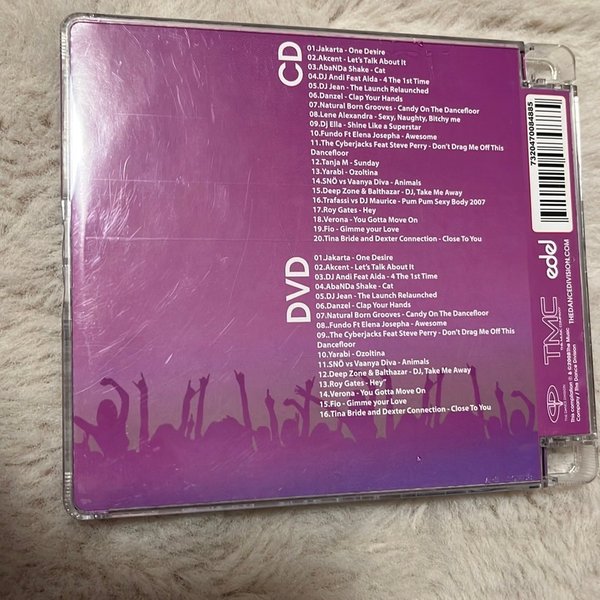 CD
01.Jakarta - One Desire
02.Akcent - Let's Talk About It
03.AbaNDa Shake - Cat
04.DJ Andi Feat Aida - 4 The 1st Time
05.DJ Jean - The Launch Relaunched
06.Danzel - Clap Your Hands
07.Natural Born Grooves - Candy On The Dancefloor
08.Lene Alexandra - Sexy, Naughty, Bitchy me
09.Dj Ella - Shine Like a Superstar
10.Fundo Ft Elena Josepha - Awesome
11.The Cyberjacks Feat Steve Perry - Don't Drag Me Off This
Dancefloor
12.Tanja M - Sunday
13.Yarabi - Ozoltina
14.SNÖ vs Vaanya Diva - Animals
15.Deep Zone & Balthazar - DJ, Take Me Away
16.Trafassi vs DJ Maurice - Pum Pum Sexy Body 2007
17.Roy Gates - Hey
18.Verona - You Gotta Move On
19.Fio - Gimme your Love
20.Tina Bride and Dexter Connection - Close To You
DVD
01.Jakarta - One Desire
02.Akcent - Let's Talk About It
03.DJ Andi Feat Aida - 4 The 1st Time
04.AbaNDa Shake - Cat
05.DJ Jean - The Launch Relaunched
06.Danzel - Clap Your Hands
07.Natural Born Grooves - Candy On The Dancefloor
08..Fundo Ft Elena Josepha - Awesome
09..The Cyberjacks Feat Steve Perry - Don't Drag Me Off This
Dancefloor
10.Yarabi - Ozoltina
11.SNÖ vs Vaanya Diva - Animals
12.Deep Zone & Balthazar - DJ, Take Me Away
13.Roy Gates - Hey
14.Verona - You Gotta Move On
15.Fio - Gimme your Love
16.Tina Bride and Dexter Connection - Close To You
7320470084885
edel
THEDANCEDIVISION.COM
TMC
This compilation ℗ & ©2008The Music
Company / The Dance Division